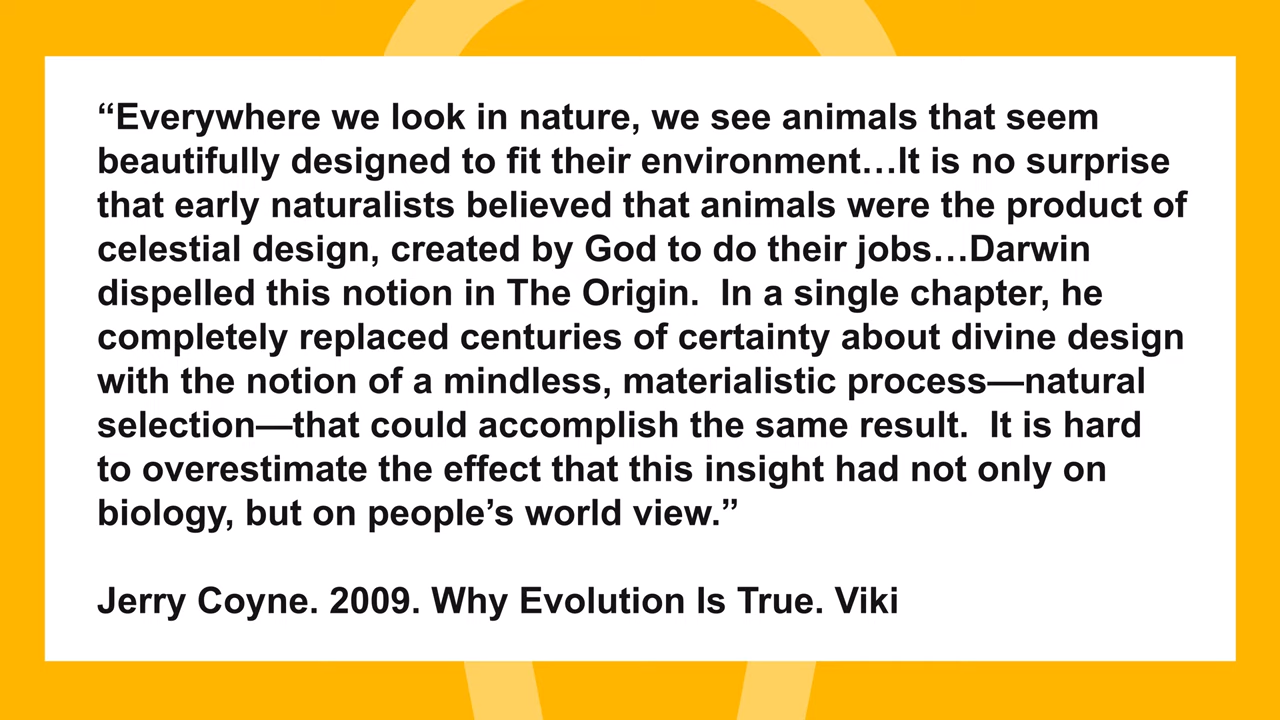 “Everywhere we look in nature, we see animals that seem
beautifully designed to fit their environment…It is no surprise
that early naturalists believed that animals were the product of
celestial design, created by God to do their jobs…Darwin
dispelled this notion in The Origin.  In a single chapter, he
completely replaced centuries of certainty about divine design
with the notion of a mindless, materialistic process—natural
selection—that could accomplish the same result.  It is hard
to overestimate the effect that this insight had not only on
biology, but on people’s world view.”
Jerry Coyne. 2009. Why Evolution Is True. Viki